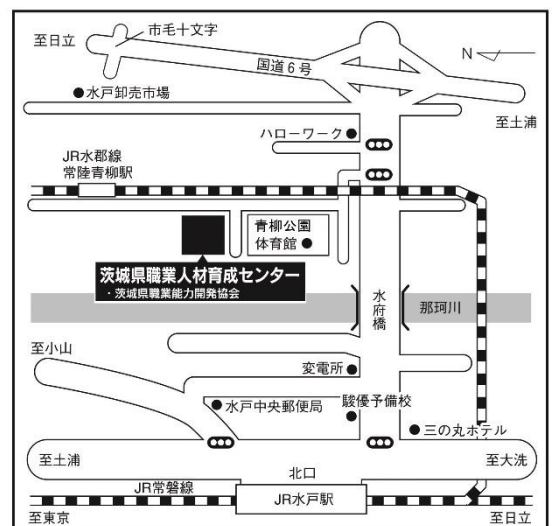 市毛十文字
至日立
国道6号
N
水戸卸売市場
至土浦
ハローワーク
JR水郡線
常陸青柳駅
青柳公園
体育館
茨城県職業人材育成センター
・茨城県職業能力開発協会
水府橋
那珂川
至小山
変電所
水戸中央郵便局
駿優予備校
三の丸ホテル
至土浦
北口
至大洗
JR常磐線
JR水戸駅
至東京
至日立